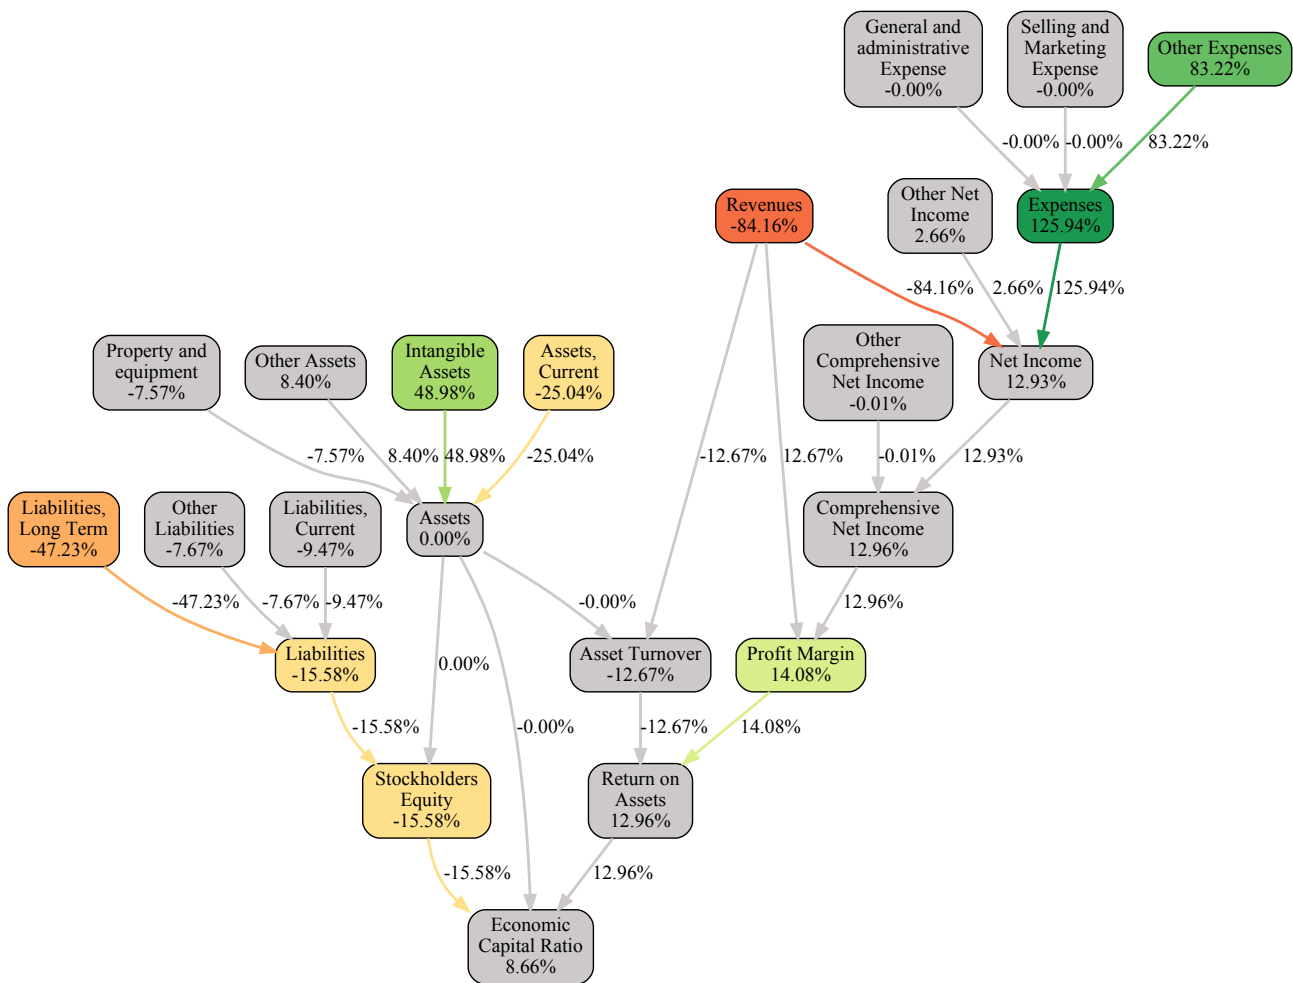 General and
administrative
Expense
-0.00%
Selling and
Marketing
Expense
-0.00%
Other Expenses
83.22%
-0.00%
-0.00%
83.22%
Revenues
-84.16%
Other Net
Income
2.66%
Expenses
125.94%
-84.16%
2.66%
125.94%
Property and
equipment
-7.57%
Other Assets
8.40%
Intangible
Assets
48.98%
Assets,
Current
-25.04%
Other
Comprehensive
Net Income
-0.01%
Net Income
12.93%
-7.57%
8.40%
48.98%
-25.04%
-12.67%
12.67%
-0.01%
12.93%
Liabilities,
Long Term
-47.23%
Other
Liabilities
-7.67%
Liabilities,
Current
-9.47%
Assets
0.00%
Comprehensive
Net Income
12.96%
-47.23%
-7.67%
-9.47%
-0.00%
12.96%
Liabilities
-15.58%
0.00%
Asset Turnover
-12.67%
Profit Margin
14.08%
-15.58%
-0.00%
-12.67%
14.08%
Stockholders
Equity
-15.58%
Return on
Assets
12.96%
-15.58%
12.96%
Economic
Capital Ratio
8.66%